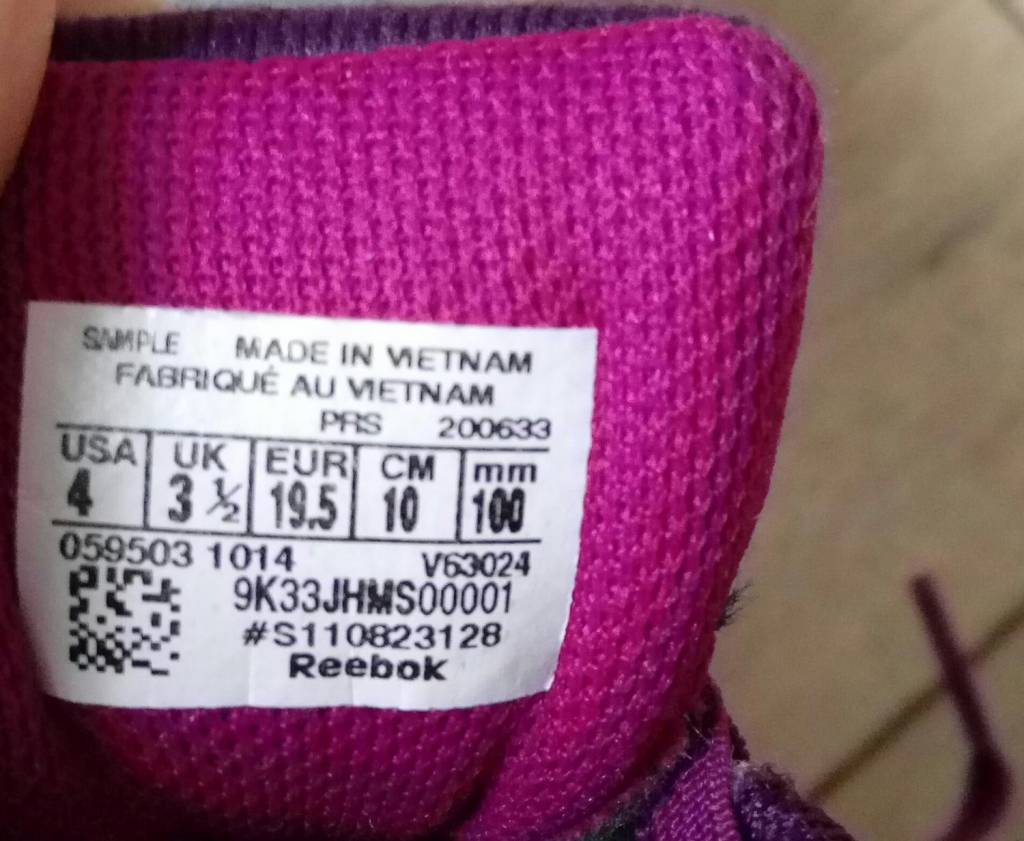 SAMPLE MADE IN VIETNAM
FABRIQUÉ AU VIETNAM
PRS 200633
USA UK EUR CM mm
4 3 ½ 19.5 10 100
059503 1014 V63024
9K33JHMS00001
#S110823128
Reebok